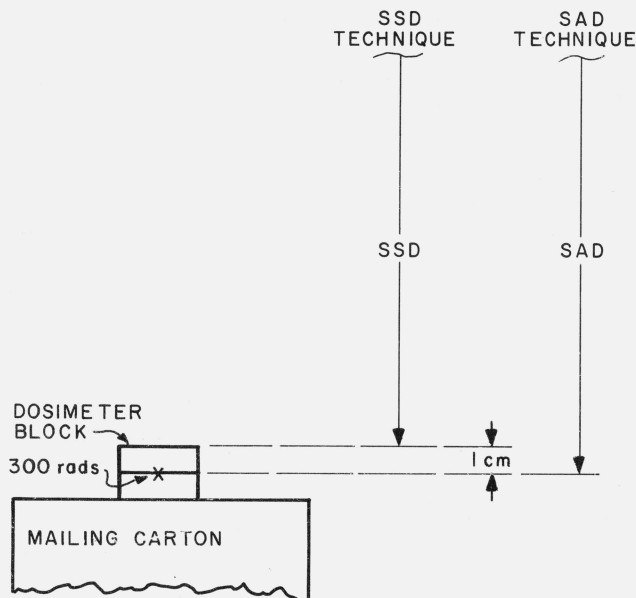 SSD
TECHNIQUE
SAD
TECHNIQUE
SSD
SAD
DOSIMETER
BLOCK
300 rads
1 cm
MAILING CARTON